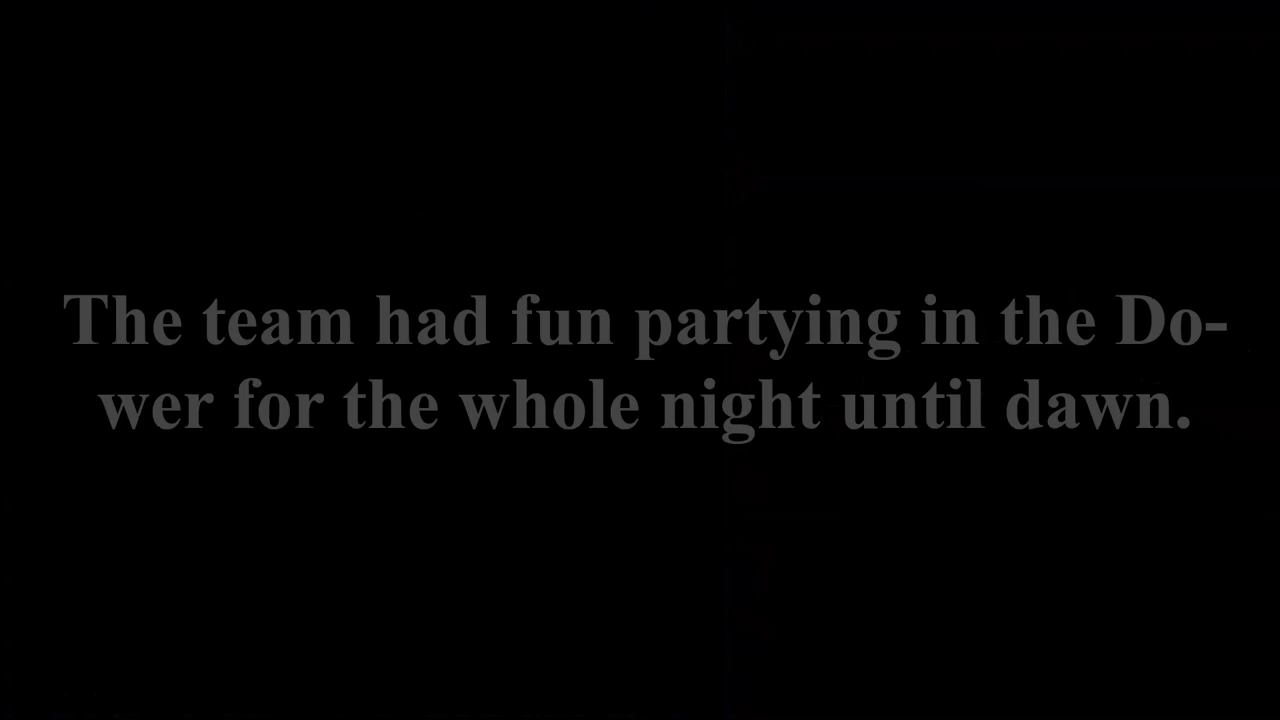 The team had fun partying in the Do-
wer for the whole night until dawn.